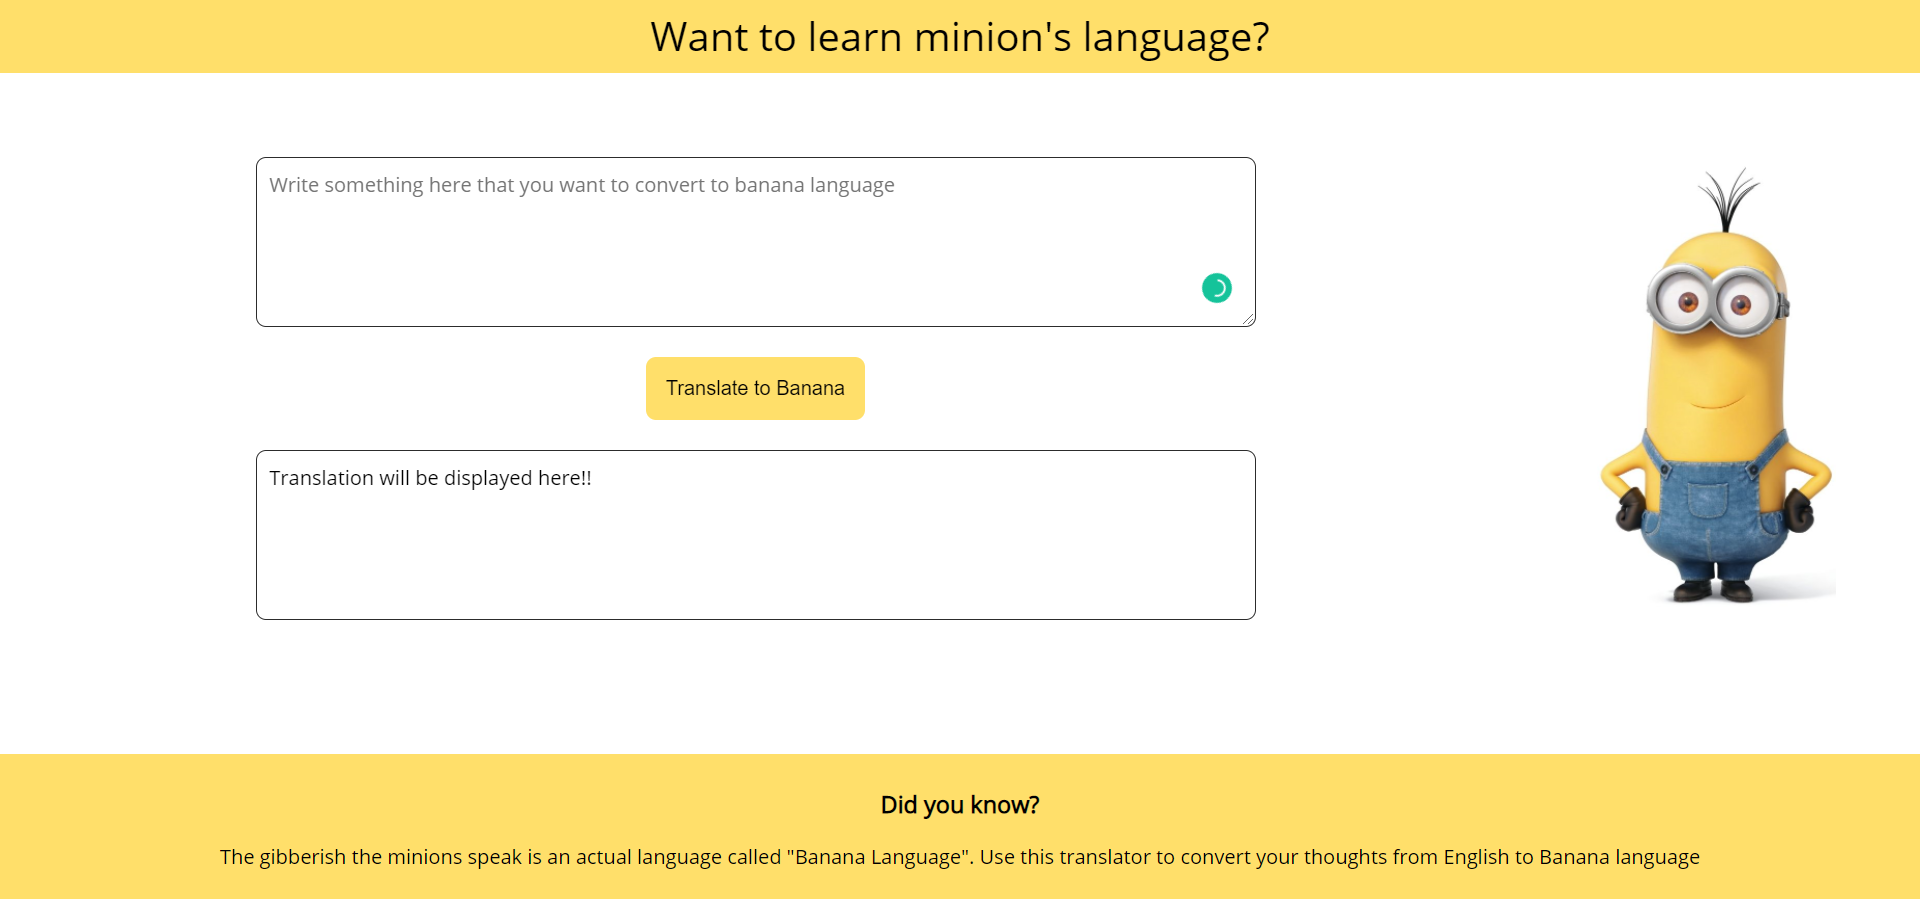 Want to learn minion's language?
Write something here that you want to convert to banana language
Translate to Banana
Translation will be displayed here!!
Did you know?
The gibberish the minions speak is an actual language called "Banana Language". Use this translator to convert your thoughts from English to Banana language